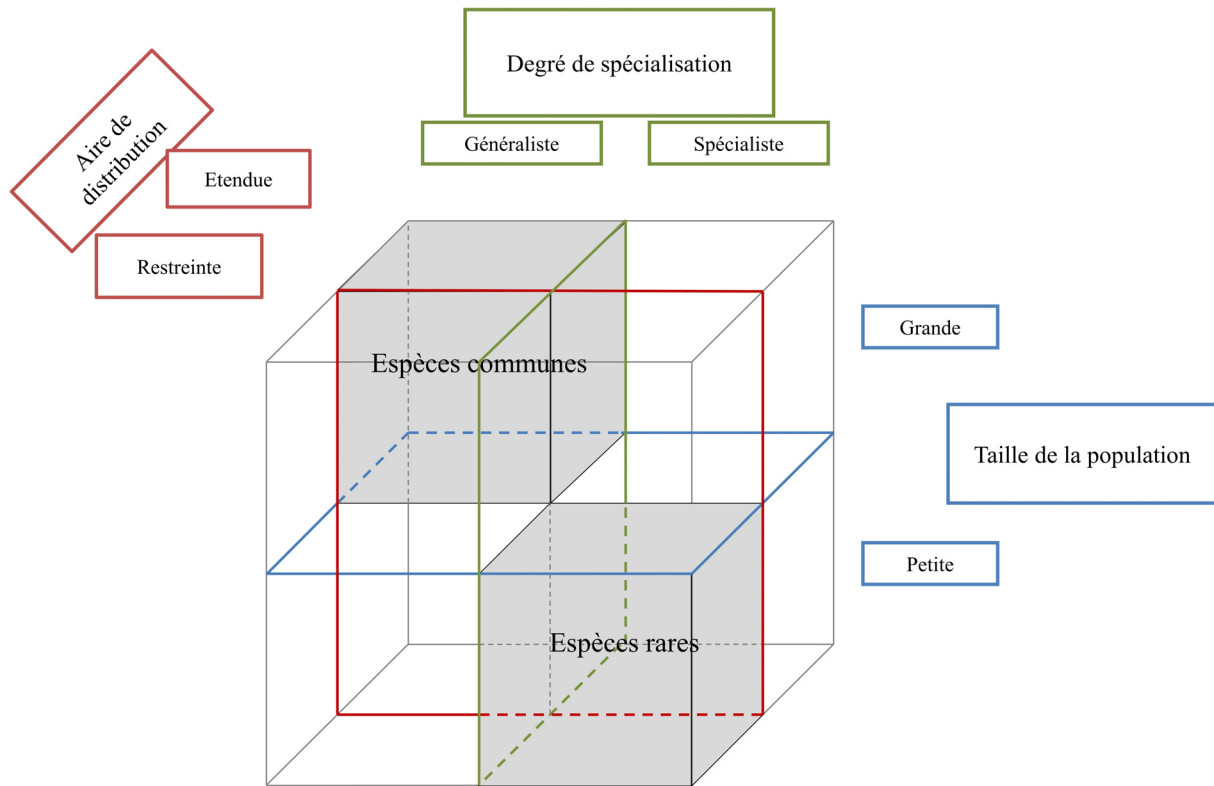 Degré de spécialisation
Généraliste
Spécialiste
Aire de
distribution
Etendue
Restreinte
Grande
Espèces communes
Taille de la population
Petite
Espèces rares